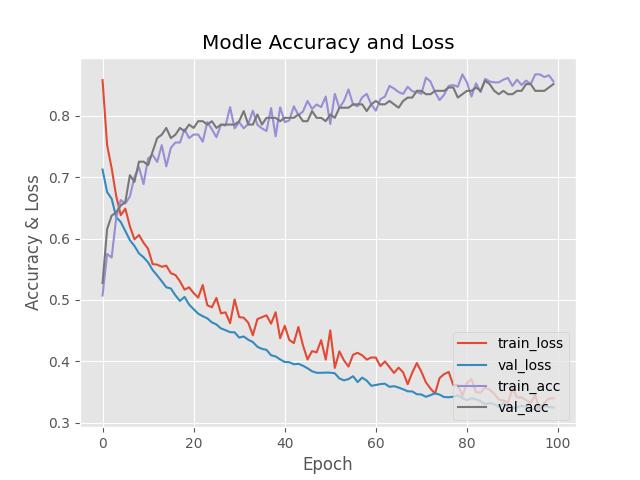 Modle Accuracy and Loss
Accuracy & Loss
0.8
0.7
0.6
0.5
0.4
0.3
0
20
40
60
80
100
Epoch
train_loss
val_loss
train_acc
val_acc